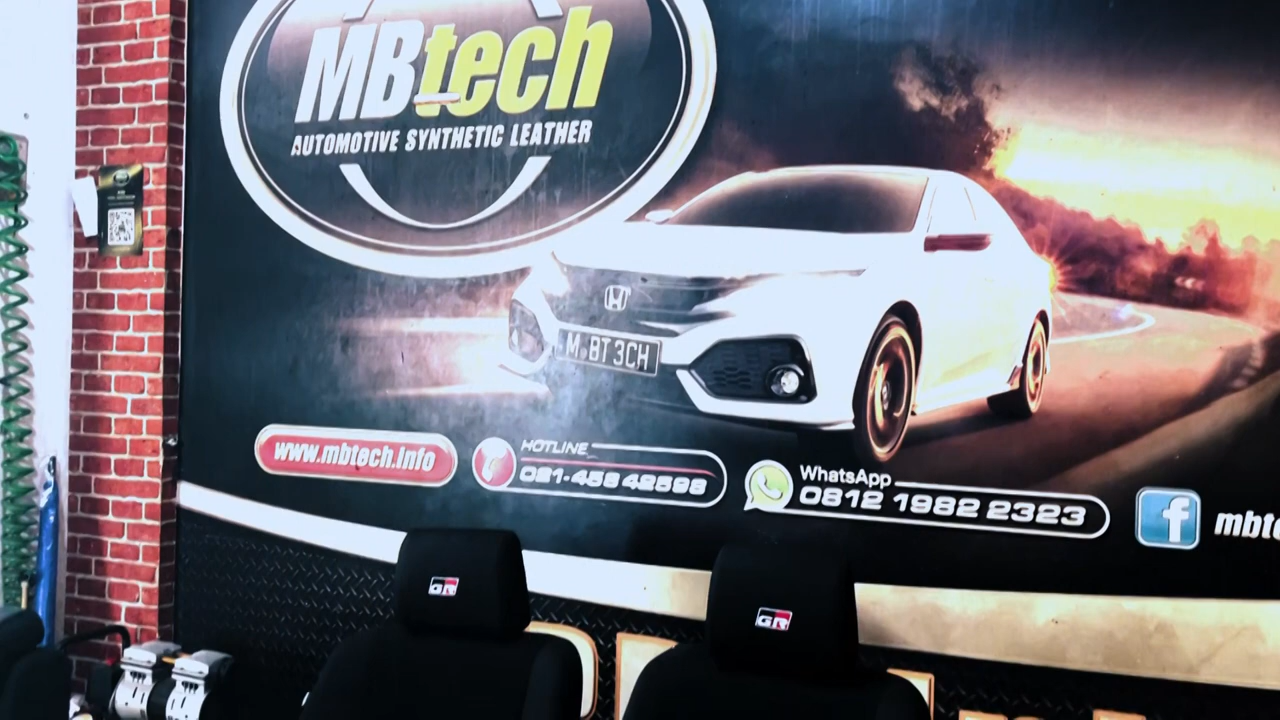 MBtech
AUTOMOTIVE SYNTHETIC LEATHER
M BT 3CH
www.mbtech.info
HOTLINE
021-458 42598
WhatsApp
0812 1982 2323
f
mbte
GR
GR